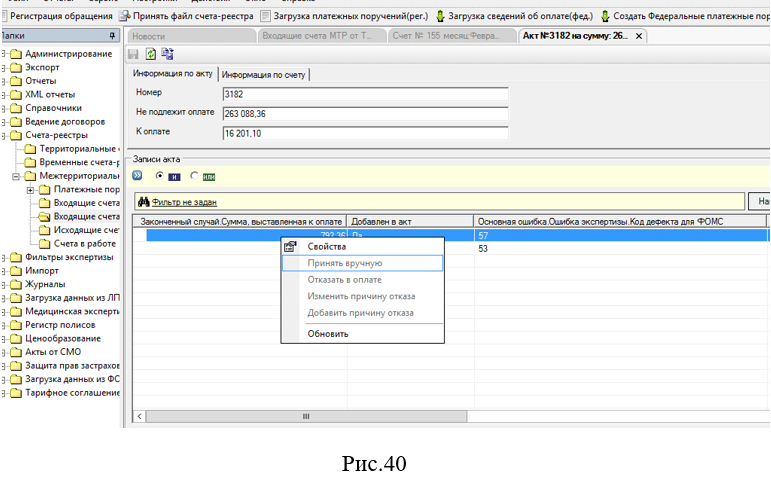 Регистрация обращения Принять файл счета-реестра Загрузка платежных поручений(рег.) Загрузка сведений об оплате(фед.) Создать Федеральные платежные пор
Папки
Новости Входящие счета МТР от Т... Счет № 155 месяц:Февра... Акт №3182 на сумму: 26...
Администрирование
Экспорт
Отчеты
XML отчеты
Справочники
Ведение договоров
Счета-реестры
Территориальные
Временные счета-р
Межтерриториальн
Платежные пор
Входящие счета
Входящие счета
Исходящие счет
Счета в работе
Фильтры экспертизы
Импорт
Журналы
Загрузка данных из ЛП
Медицинская эксперти
Регистр полисов
Ценообразование
Акты от СМО
Защита прав застрахов
Загрузка данных из ФО
Тарифное соглашение
Информация по акту Информация по счету
Номер 3182
Не подлежит оплате 263 088,36
К оплате 16 201,10
Записи акта
И ИЛИ
Фильтр не задан На
Законченный случай.Сумма, выставленная к оплате Добавлен в акт Основная ошибка.Ошибка экспертизы.Код дефекта для ФОМС
792,36 Да 57
53
Свойства
Принять вручную
Отказать в оплате
Изменить причину отказа
Добавить причину отказа
Обновить
Рис.40